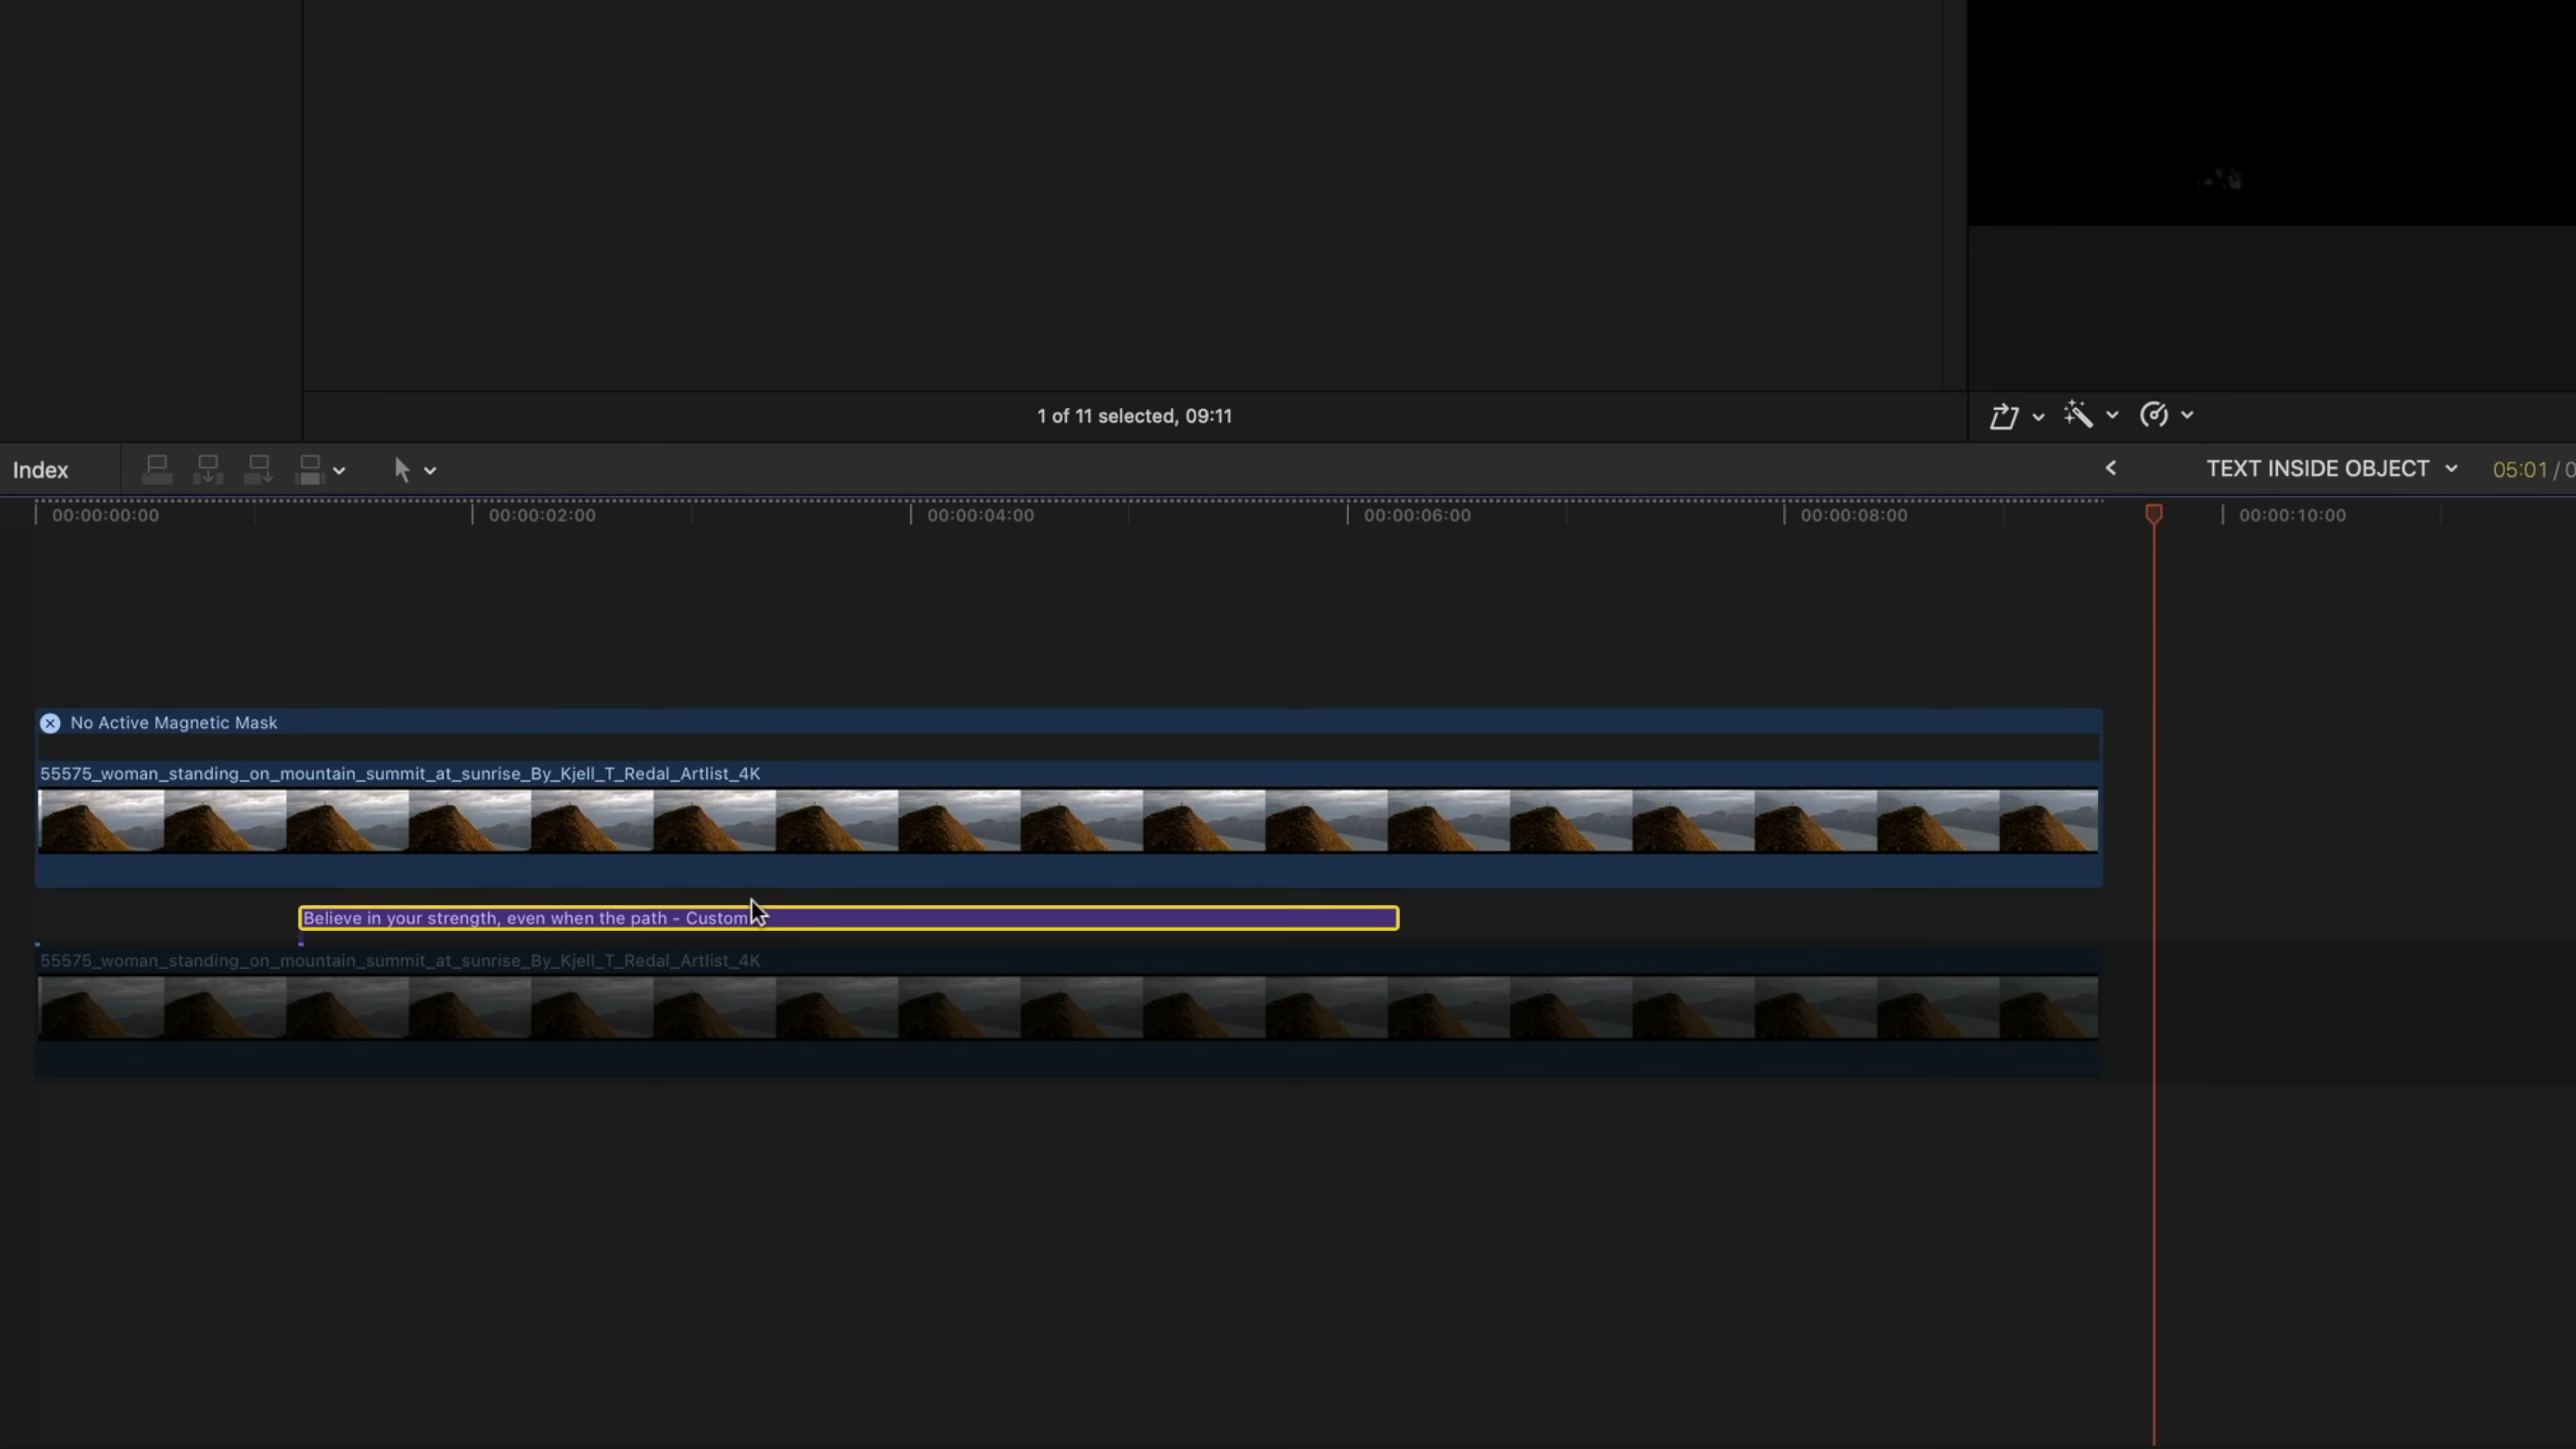 1 of 11 selected, 09:11
Index
TEXT INSIDE OBJECT
05:01 / 0
00:00:00:00
00:00:02:00
00:00:04:00
00:00:06:00
00:00:08:00
00:00:10:00
No Active Magnetic Mask
55575_woman_standing_on_mountain_summit_at_sunrise_By_Kjell_T_Redal_Artlist_4K
Believe in your strength, even when the path - Custom
55575_woman_standing_on_mountain_summit_at_sunrise_By_Kjell_T_Redal_Artlist_4K